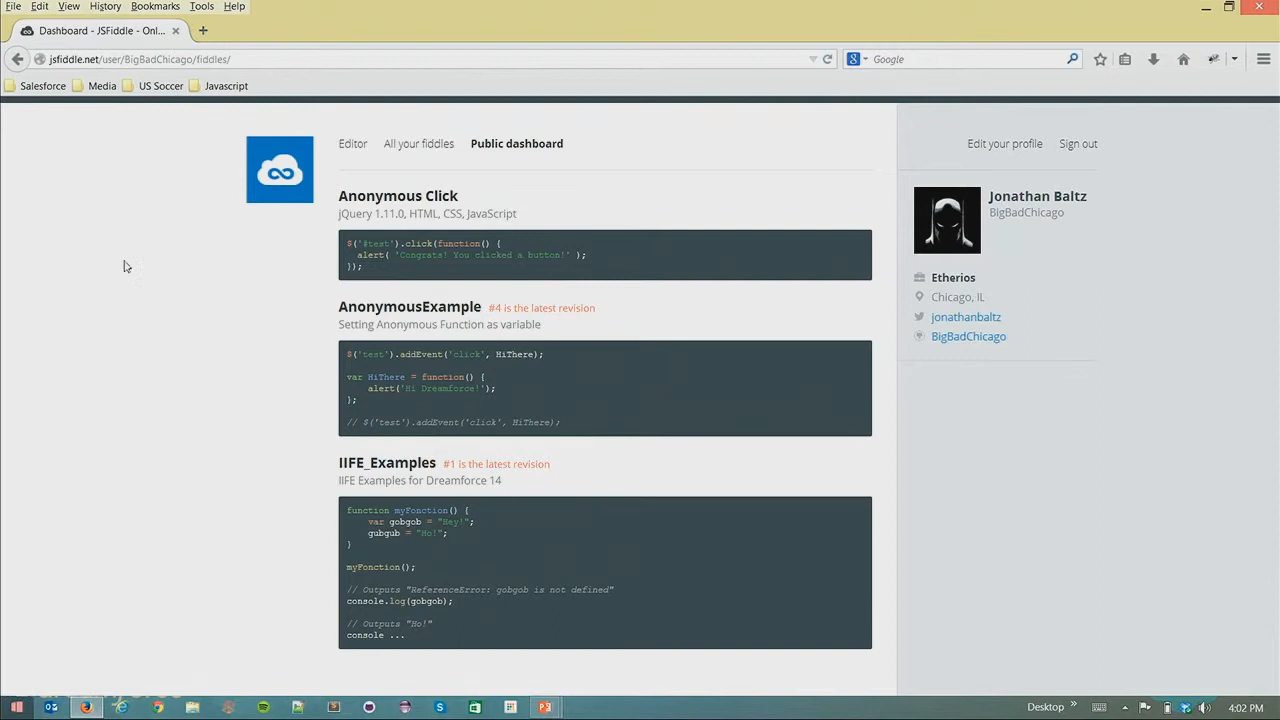 File Edit View History Bookmarks Tools Help
Dashboard - JSFiddle - Onl...
jsfiddle.net/user/BigBadChicago/fiddles/
Google
Salesforce Media US Soccer Javascript
Editor All your fiddles Public dashboard
Edit your profile Sign out
Anonymous Click
jQuery 1.11.0, HTML, CSS, JavaScript
$('#test').click(function() {
alert( 'Congrats! You clicked a button!' );
});
AnonymousExample #4 is the latest revision
Setting Anonymous Function as variable
$('test').addEvent('click', HiThere);
var HiThere = function() {
alert('Hi Dreamforce!');
};
// $('test').addEvent('click', HiThere);
IIFE_Examples #1 is the latest revision
IIFE Examples for Dreamforce 14
function myFonction() {
var gobgob = "Hey!";
gubgub = "Ho!";
}
myFonction();
// Outputs "ReferenceError: gobgob is not defined"
console.log(gobgob);
// Outputs "Ho!"
console ...
Jonathan Baltz
BigBadChicago
Etherios
Chicago, IL
jonathanbaltz
BigBadChicago
Desktop
4:02 PM